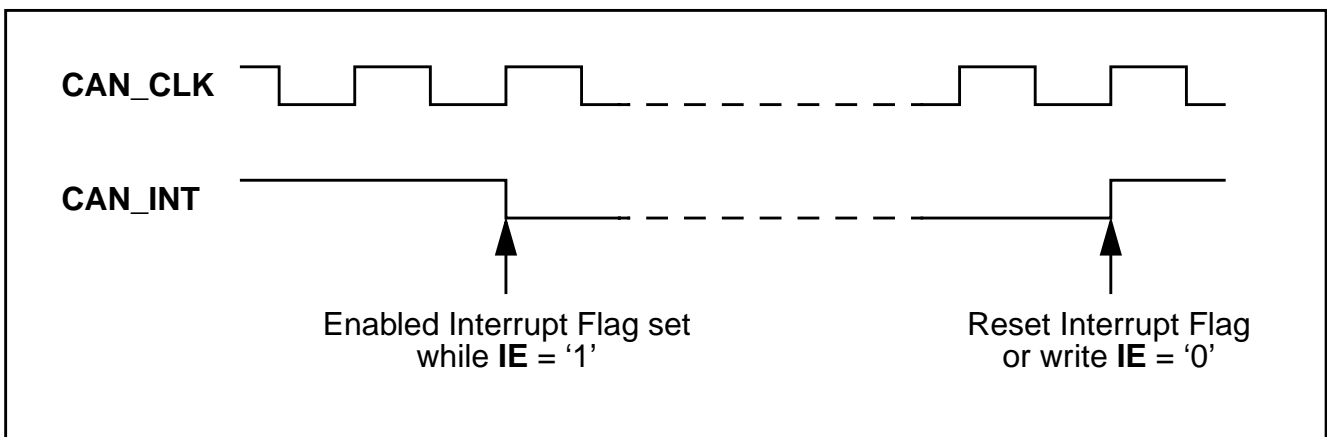 CAN_CLK
CAN_INT
Enabled Interrupt Flag set
while IE = ‘1’
Reset Interrupt Flag
or write IE = ‘0’